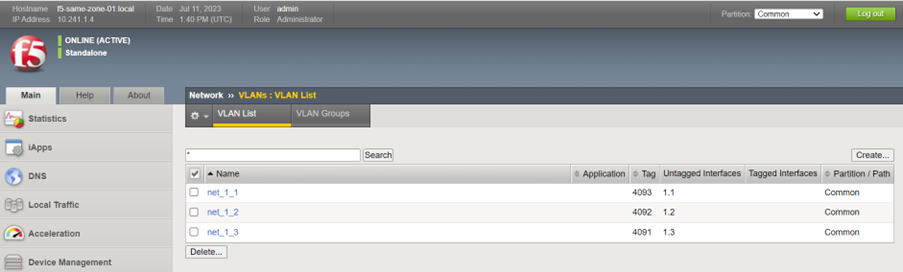 Hostname f5-same-zone-01.local Date Jul 11, 2023 User admin
IP Address 10.241.1.4 Time 1:40 PM (UTC) Role Administrator
Partition: Common Log out
f5
ONLINE (ACTIVE)
Standalone
Main Help About
Network ›› VLANs : VLAN List
VLAN List VLAN Groups
Statistics
iApps
DNS
Local Traffic
Acceleration
Device Management
* Search Create...
Name Application Tag Untagged Interfaces Tagged Interfaces Partition / Path
net_1_1 4093 1.1 Common
net_1_2 4092 1.2 Common
net_1_3 4091 1.3 Common
Delete...